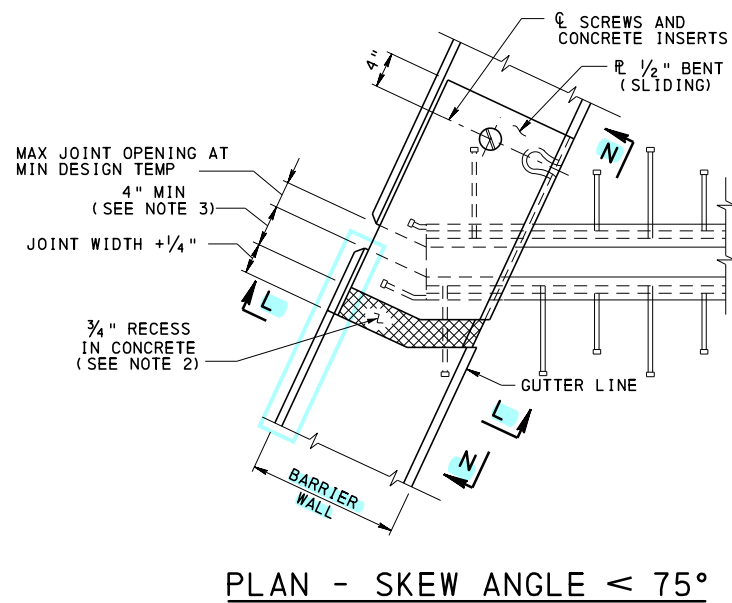 ℄ SCREWS AND
CONCRETE INSERTS
4"
℄ 1/2" BENT
(SLIDING)
N
MAX JOINT OPENING AT
MIN DESIGN TEMP
4" MIN
(SEE NOTE 3)
JOINT WIDTH +1/4"
L
3/4" RECESS
IN CONCRETE
(SEE NOTE 2)
GUTTER LINE
L
N
BARRIER
WALL
PLAN - SKEW ANGLE < 75°